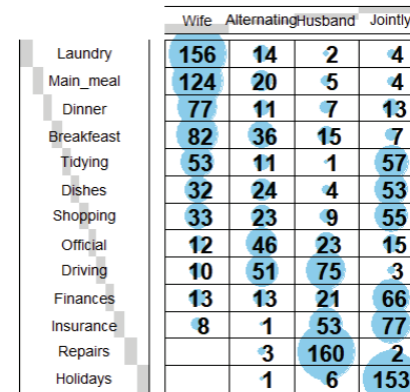 Wife Alternating Husband Jointly
Laundry 156 14 2 4
Main_meal 124 20 5 4
Dinner 77 11 7 13
Breakfeast 82 36 15 7
Tidying 53 11 1 57
Dishes 32 24 4 53
Shopping 33 23 9 55
Official 12 46 23 15
Driving 10 51 75 3
Finances 13 13 21 66
Insurance 8 1 53 77
Repairs 3 160 2
Holidays 1 6 153